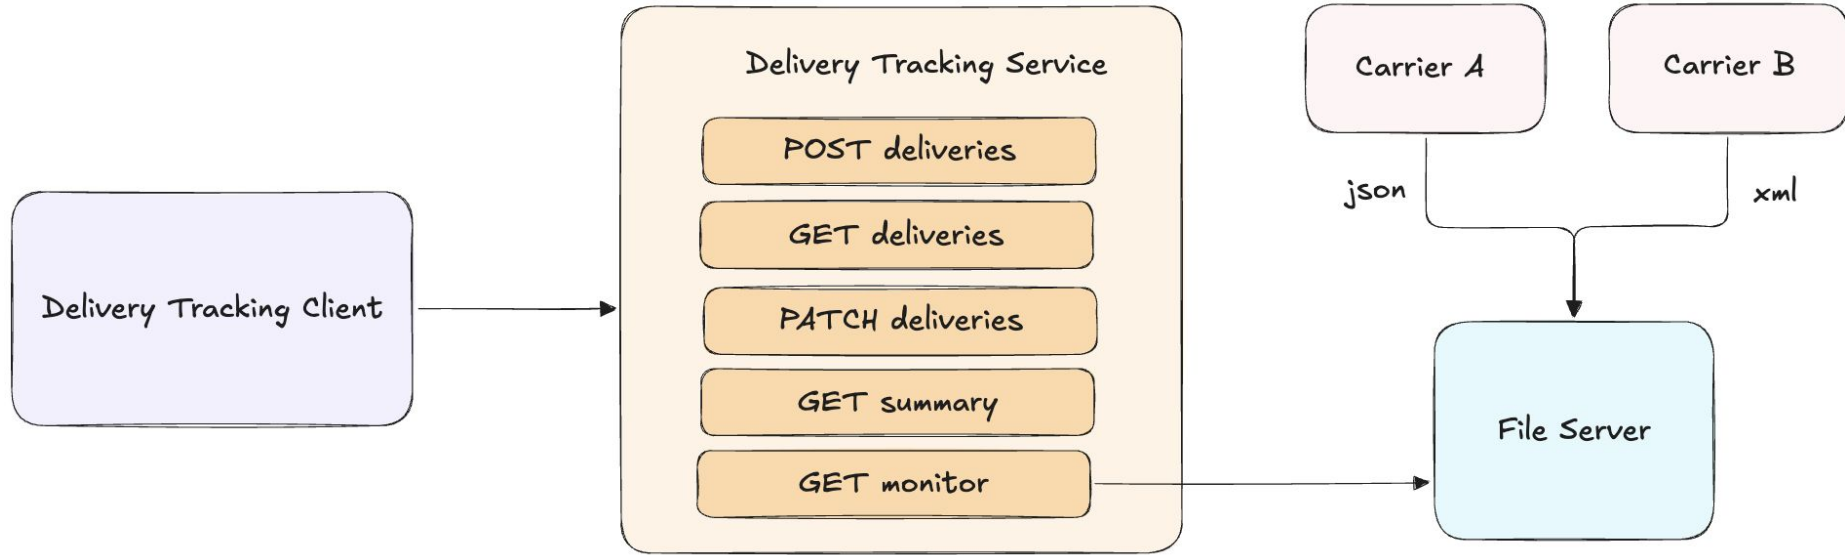 Delivery Tracking Client
Delivery Tracking Service
POST deliveries
GET deliveries
PATCH deliveries
GET summary
GET monitor
Carrier A
Carrier B
json
xml
File Server